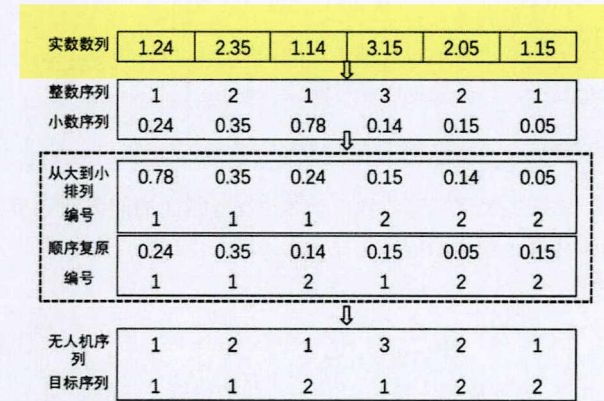 实数数列 1.24 2.35 1.14 3.15 2.05 1.15
整数序列 1 2 1 3 2 1
小数序列 0.24 0.35 0.78 0.14 0.15 0.05
从大到小
排列 0.78 0.35 0.24 0.15 0.14 0.05
编号 1 1 1 2 2 2
顺序复原 0.24 0.35 0.14 0.15 0.05 0.15
编号 1 1 2 1 2 2
无人机序
列 1 2 1 3 2 1
目标序列 1 1 2 1 2 2